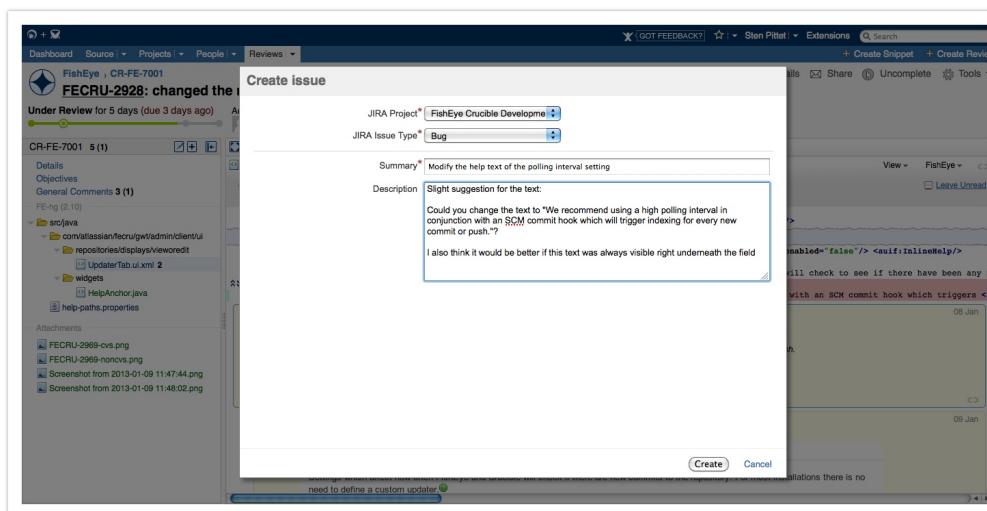 GOT FEEDBACK? Sten Pittet Extensions Search
Dashboard Source Projects People Reviews + Create Snippet + Create Revie
FishEye , CR-FE-7001 ails Share Uncomplete Tools
FECRU-2928: changed the
Under Review for 5 days (due 3 days ago)
CR-FE-7001 5 (1)
Details
Objectives
General Comments 3 (1)
FE-hg (2.10)
src/java
com/atlassian/fecru/gwt/admin/client/ui
repositories/displays/viewoредit
UpdaterTab.ui.xml 2
widgets
HelpAnchor.java
help-paths.properties
Attachments
FECRU-2969-cvs.png
FECRU-2969-noncvs.png
Screenshot from 2013-01-09 11:47:44.png
Screenshot from 2013-01-09 11:48:02.png
Create issue
JIRA Project* FishEye Crucible Developme
JIRA Issue Type* Bug
Summary* Modify the help text of the polling interval setting
Description Slight suggestion for the text:
Could you change the text to "We recommend using a high polling interval in
conjunction with an SCM commit hook which will trigger indexing for every new
commit or push."?
I also think it would be better if this text was always visible right underneath the field
Create Cancel
View FishEye
Leave Unread
enabled="false"/> <auif:InlineHelp/>
will check to see if there have been any
with an SCM commit hook which triggers <
08 Jan
sh.
09 Jan
allations there is no
need to define a custom updater.